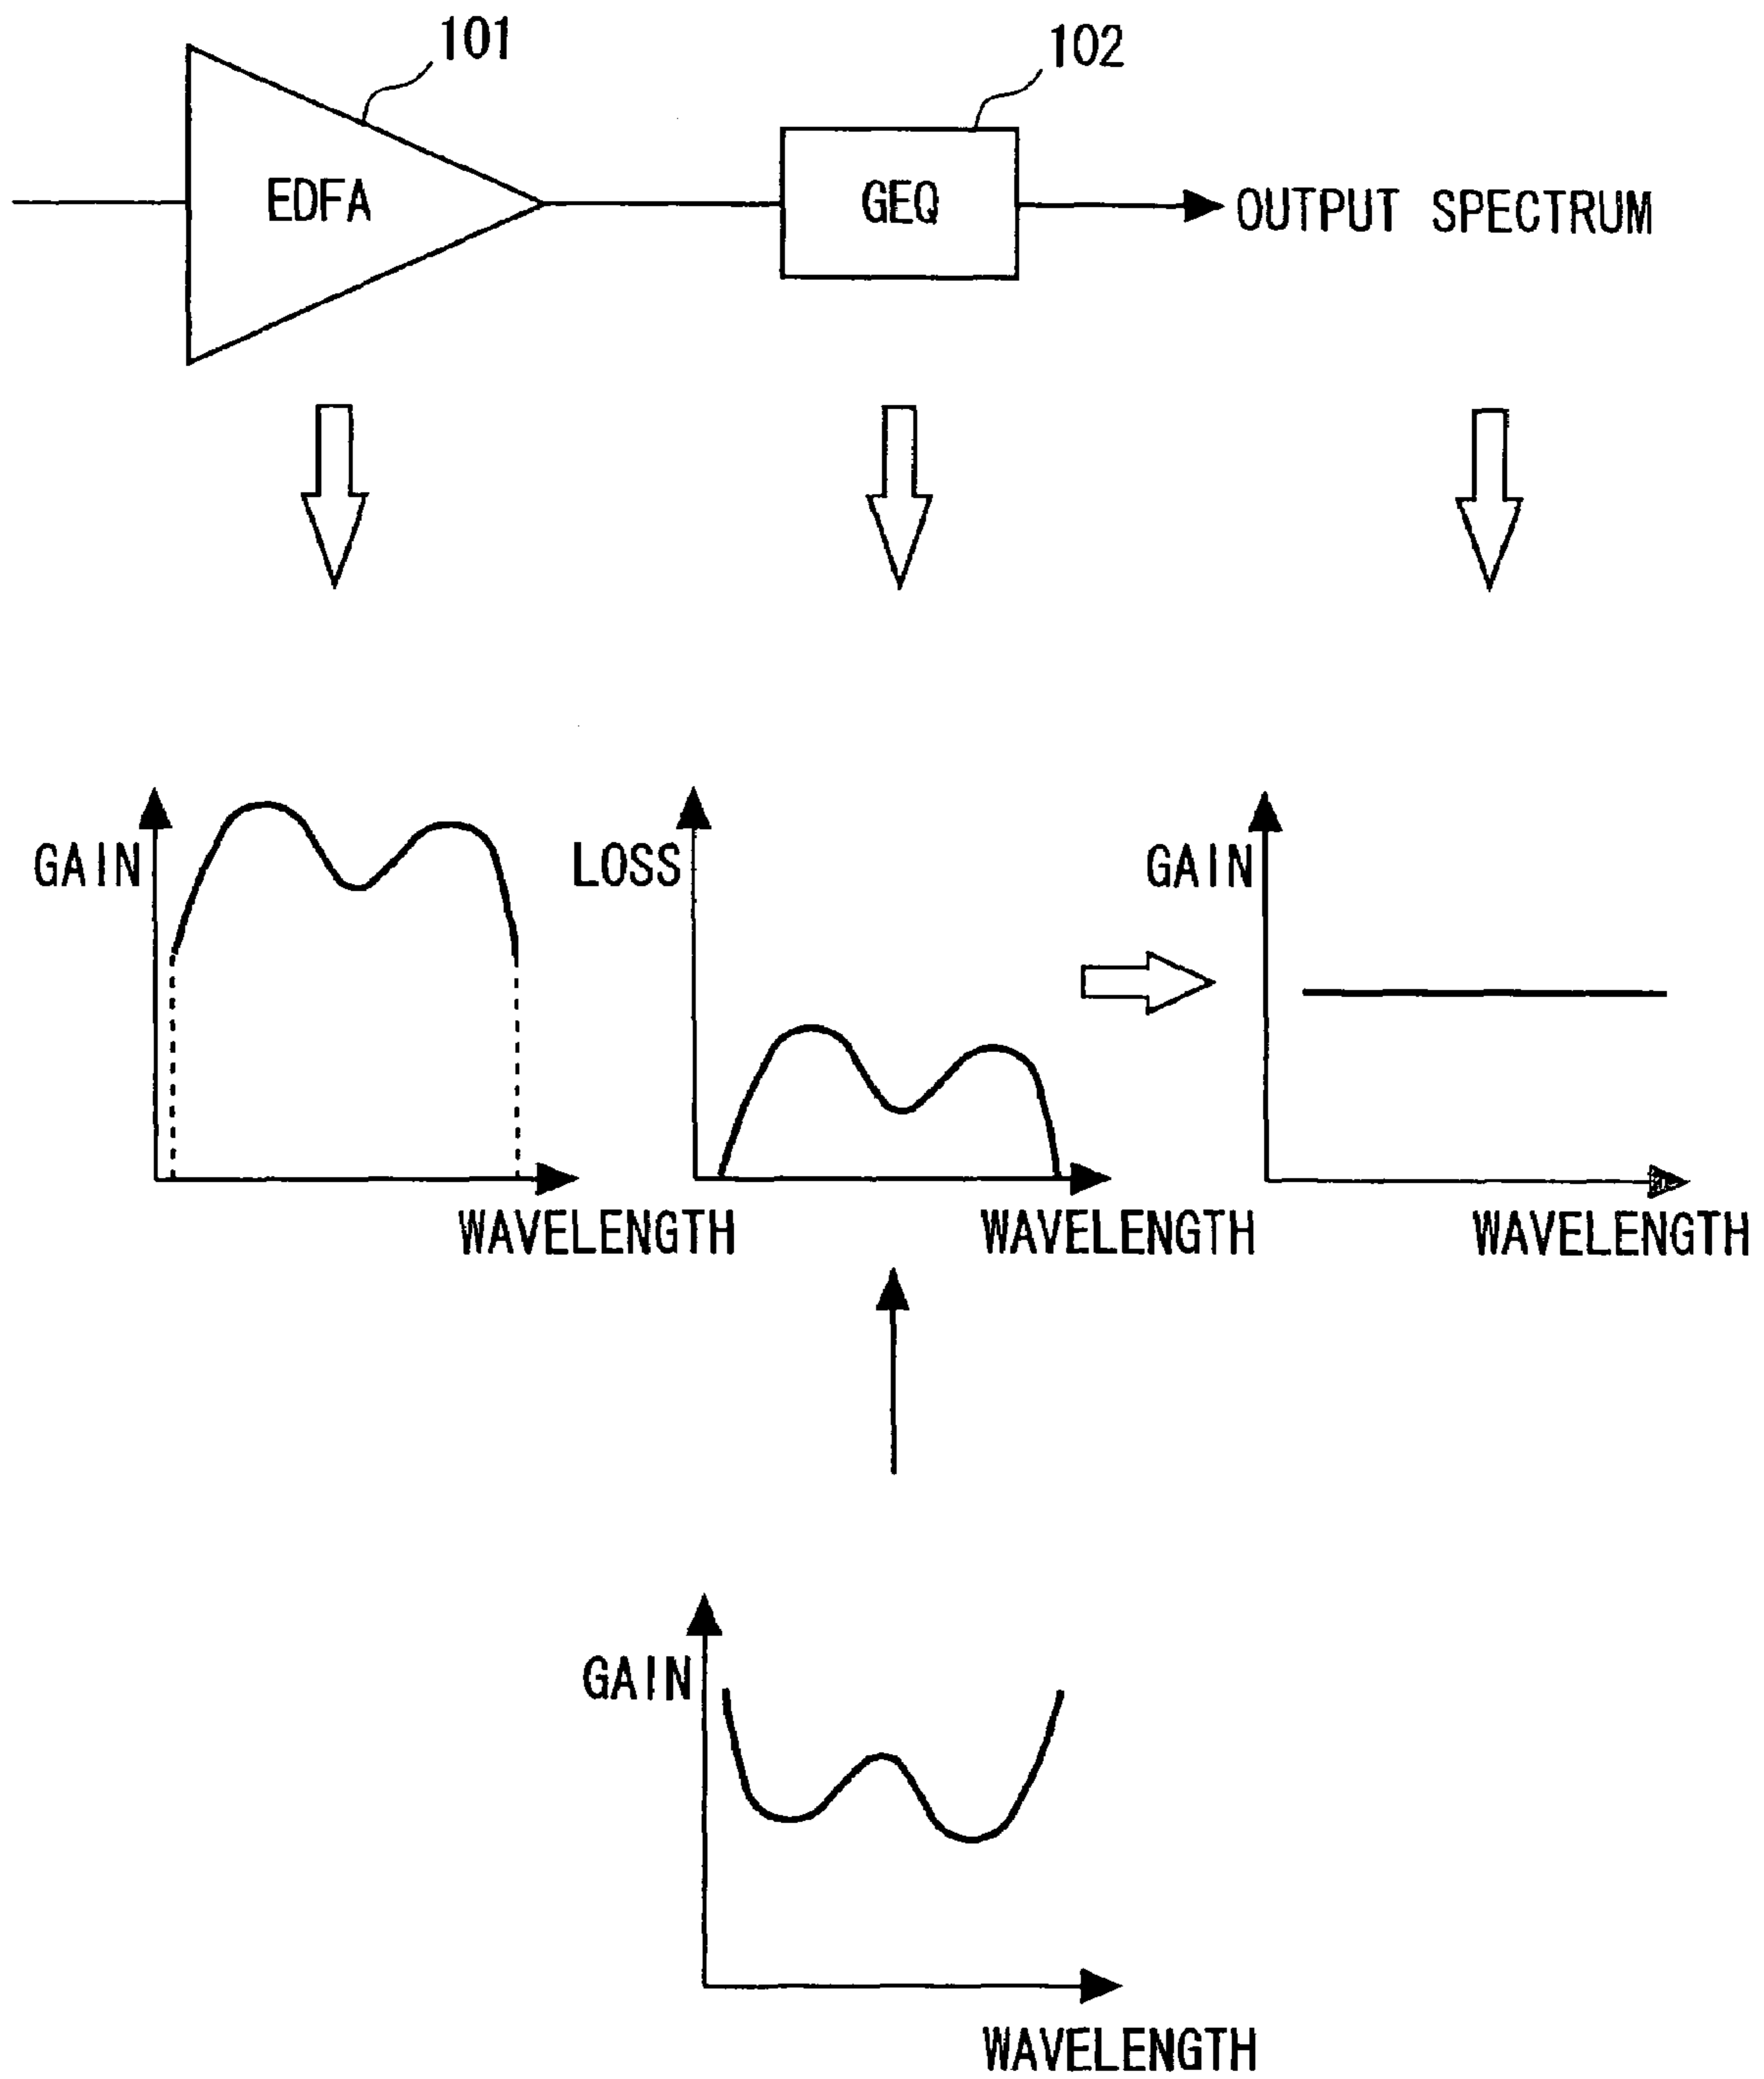 101
102
EDFA
GEQ
OUTPUT SPECTRUM
GAIN
LOSS
GAIN
WAVELENGTH
WAVELENGTH
WAVELENGTH
GAIN
WAVELENGTH